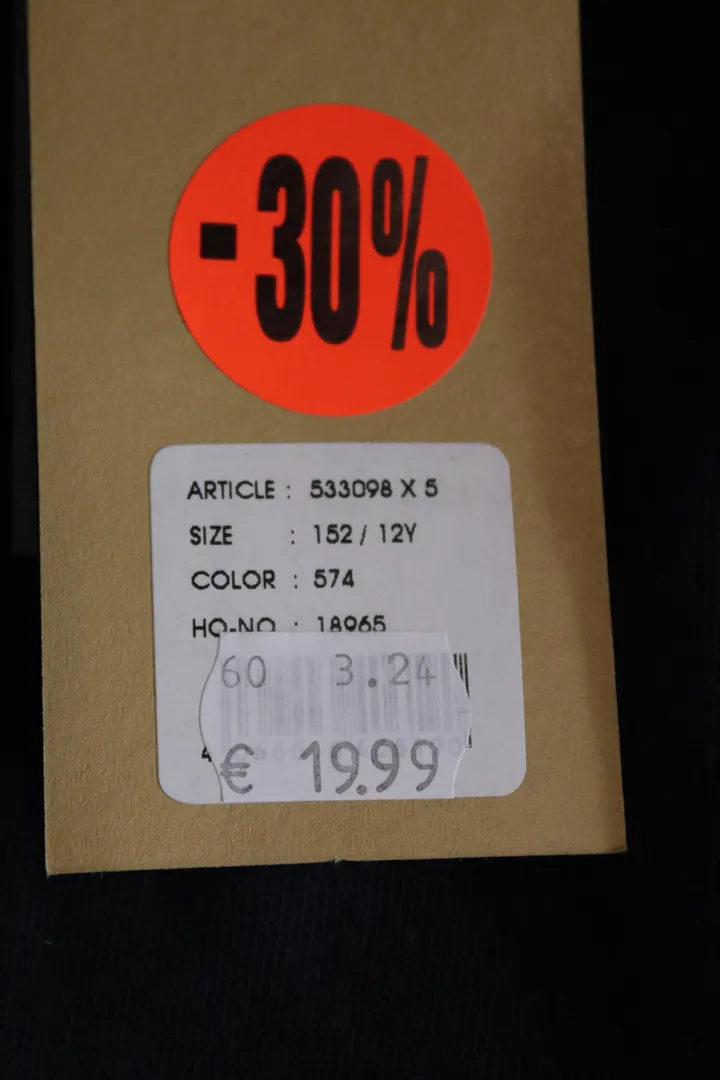 -30%
ARTICLE : 533098 X 5
SIZE : 152 / 12Y
COLOR : 574
HO-NO : 18965
60 3.24
€ 19.99